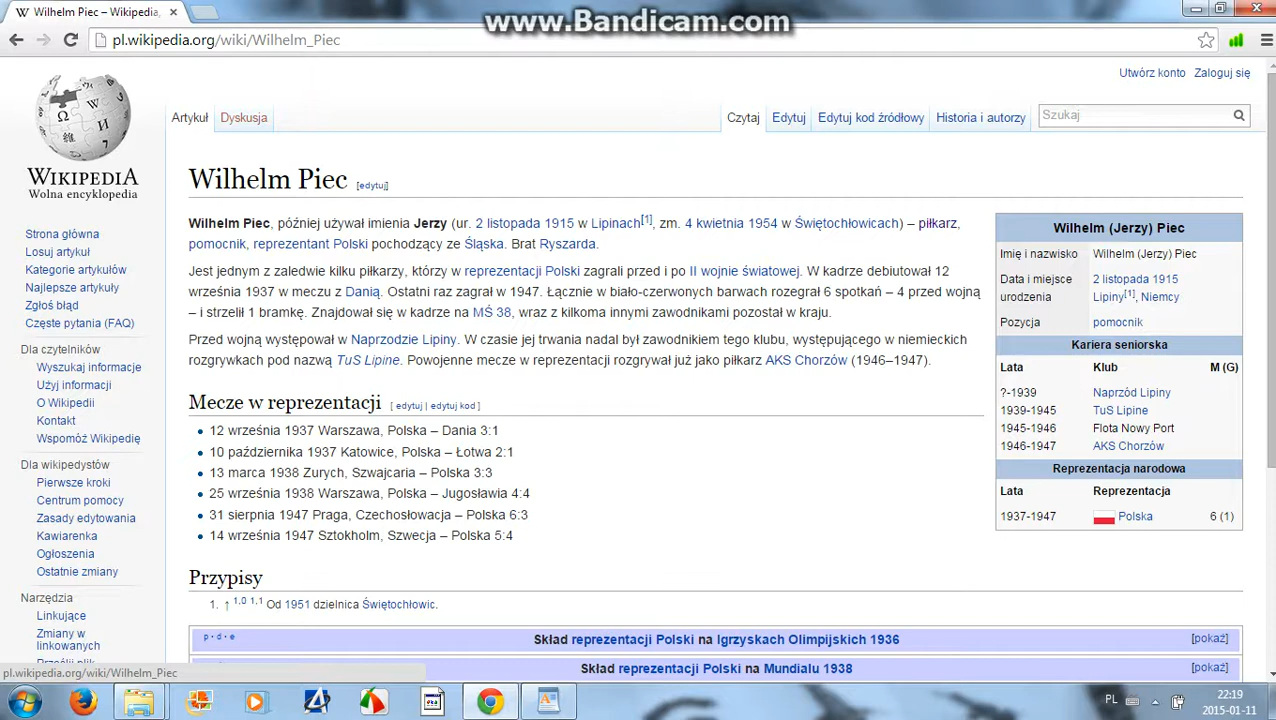 Wilhelm Piec – Wikipedia,
www.Bandicam.com
pl.wikipedia.org/wiki/Wilhelm_Piec
Utwórz konto Zaloguj się
Artykuł Dyskusja Czytaj Edytuj Edytuj kod źródłowy Historia i autorzy Szukaj
WIKIPEDIA
Wolna encyklopedia
Strona główna
Losuj artykuł
Kategorie artykułów
Najlepsze artykuły
Zgłoś błąd
Częste pytania (FAQ)
Dla czytelników
Wyszukaj informacje
Użyj informacji
O Wikipedii
Kontakt
Wspomóż Wikipedię
Dla wikipedystów
Pierwsze kroki
Centrum pomocy
Zasady edytowania
Kawiarenka
Ogłoszenia
Ostatnie zmiany
Narzędzia
Linkujące
Zmiany w
linkowanych
Wilhelm Piec [edytuj]
Wilhelm Piec, później używał imienia Jerzy (ur. 2 listopada 1915 w Lipinach[1], zm. 4 kwietnia 1954 w Świętochłowicach) – piłkarz,
pomocnik, reprezentant Polski pochodzący ze Śląska. Brat Ryszarda.
Jest jednym z zaledwie kilku piłkarzy, którzy w reprezentacji Polski zagrali przed i po II wojnie światowej. W kadrze debiutował 12
września 1937 w meczu z Danią. Ostatni raz zagrał w 1947. Łącznie w biało-czerwonych barwach rozegrał 6 spotkań – 4 przed wojną
– i strzelił 1 bramkę. Znajdował się w kadrze na MŚ 38, wraz z kilkoma innymi zawodnikami pozostał w kraju.
Przed wojną występował w Naprzodzie Lipiny. W czasie jej trwania nadal był zawodnikiem tego klubu, występującego w niemieckich
rozgrywkach pod nazwą TuS Lipine. Powojenne mecze w reprezentacji rozgrywał już jako piłkarz AKS Chorzów (1946–1947).
Mecze w reprezentacji [ edytuj | edytuj kod ]
12 września 1937 Warszawa, Polska – Dania 3:1
10 października 1937 Katowice, Polska – Łotwa 2:1
13 marca 1938 Zurych, Szwajcaria – Polska 3:3
25 września 1938 Warszawa, Polska – Jugosławia 4:4
31 sierpnia 1947 Praga, Czechosłowacja – Polska 6:3
14 września 1947 Sztokholm, Szwecja – Polska 5:4
Przypisy
1. ↑ 1,0 1,1 Od 1951 dzielnica Świętochłowic.
p · d · e Skład reprezentacji Polski na Igrzyskach Olimpijskich 1936 [pokaż]
Skład reprezentacji Polski na Mundialu 1938 [pokaż]
Wilhelm (Jerzy) Piec
Imię i nazwisko Wilhelm (Jerzy) Piec
Data i miejsce 2 listopada 1915
urodzenia Lipiny[1], Niemcy
Pozycja pomocnik
Kariera seniorska
Lata Klub M (G)
?-1939 Naprzód Lipiny
1939-1945 TuS Lipine
1945-1946 Flota Nowy Port
1946-1947 AKS Chorzów
Reprezentacja narodowa
Lata Reprezentacja
1937-1947 Polska 6 (1)
pl.wikipedia.org/wiki/Wilhelm_Piec
PL 22:19
2015-01-11